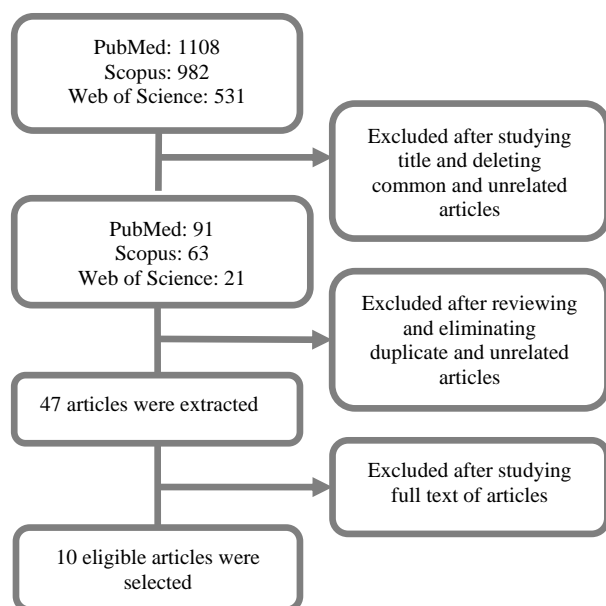 PubMed: 1108
Scopus: 982
Web of Science: 531
Excluded after studying
title and deleting
common and unrelated
articles
PubMed: 91
Scopus: 63
Web of Science: 21
Excluded after reviewing
and eliminating
duplicate and unrelated
articles
47 articles were extracted
Excluded after studying
full text of articles
10 eligible articles were
selected